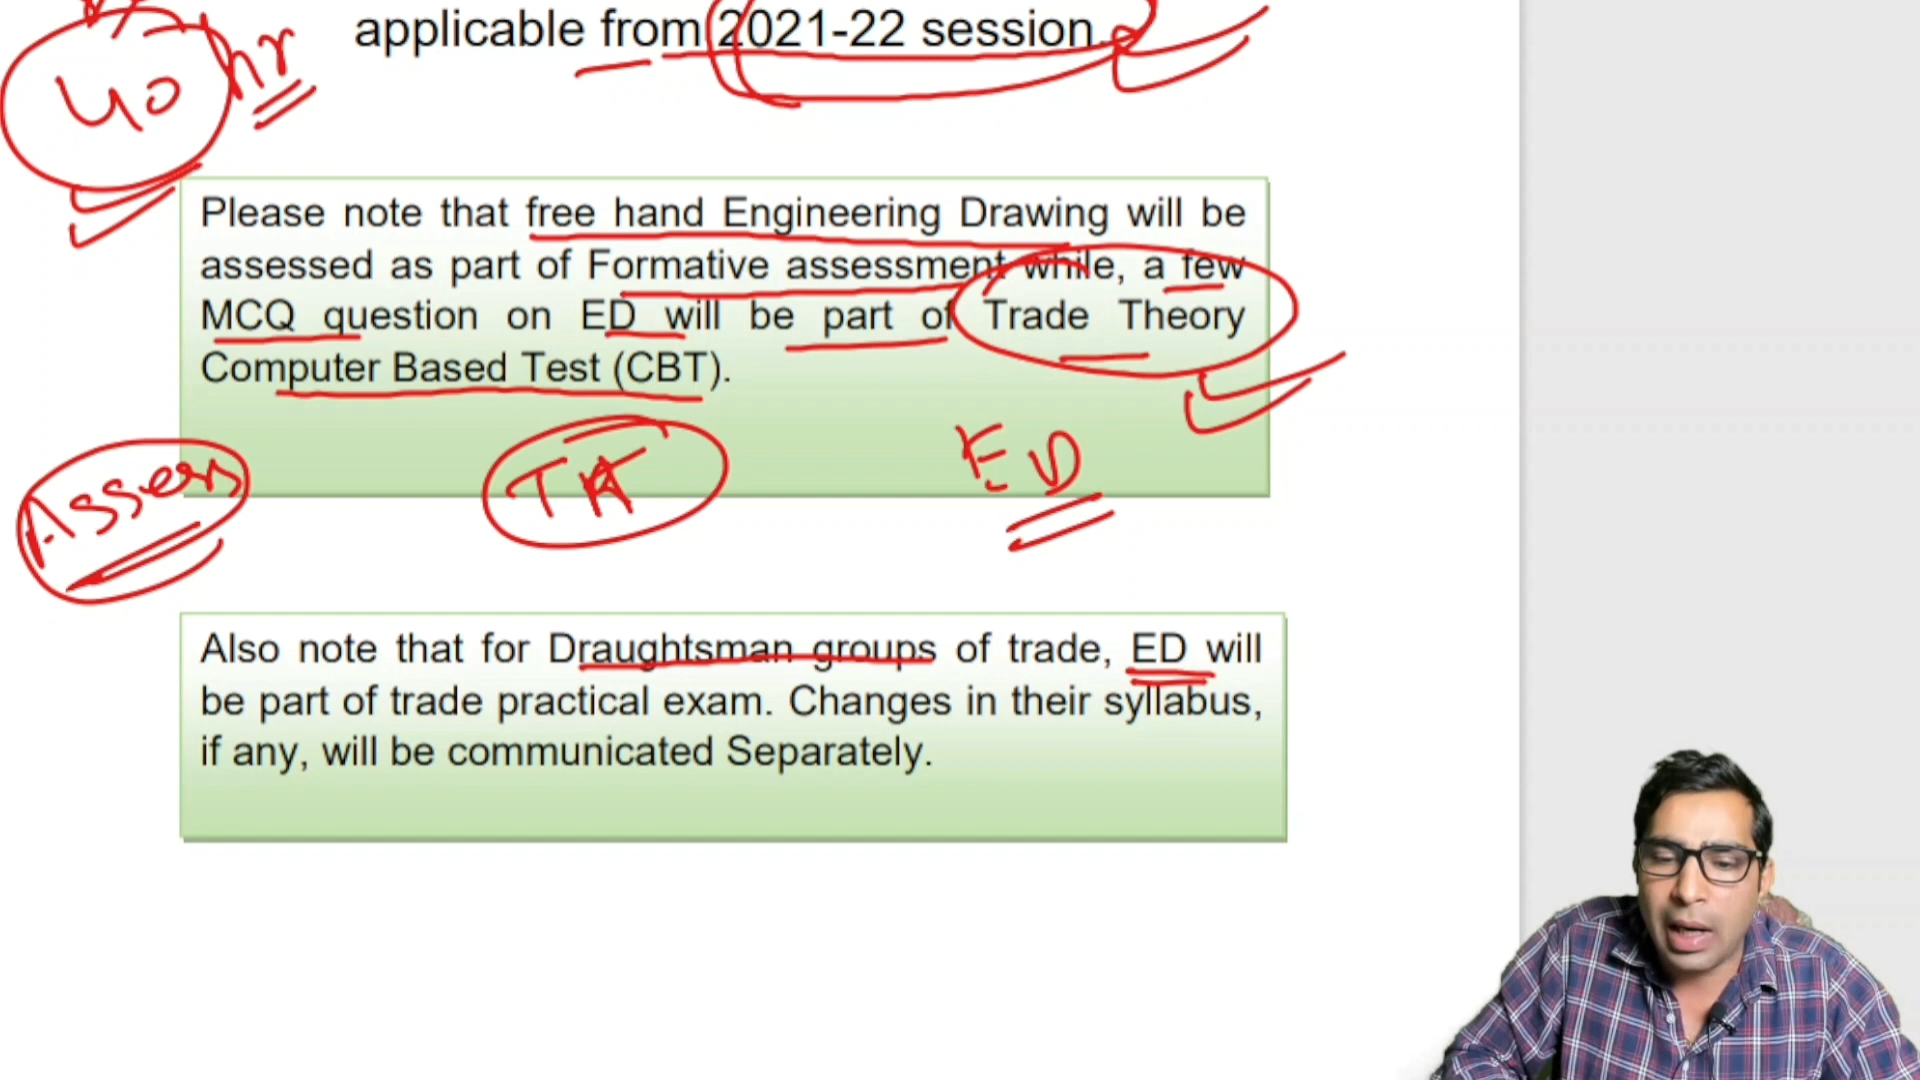 applicable from 2021-22 session.
40 hr
Please note that free hand Engineering Drawing will be
assessed as part of Formative assessment while, a few
MCQ question on ED will be part of Trade Theory
Computer Based Test (CBT).
Assess
ED
Also note that for Draughtsman groups of trade, ED will
be part of trade practical exam. Changes in their syllabus,
if any, will be communicated Separately.